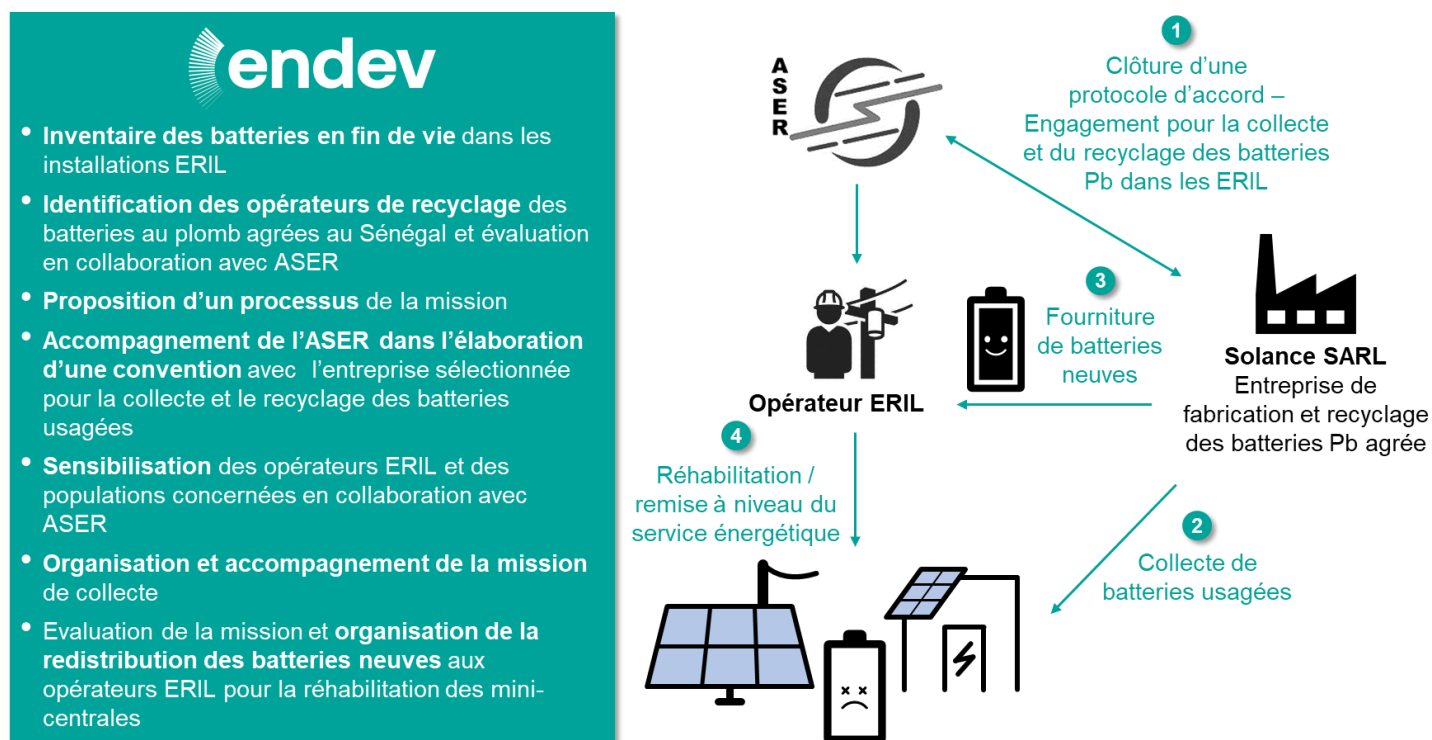 endev
• Inventaire des batteries en fin de vie dans les
installations ERIL
• Identification des opérateurs de recyclage des
batteries au plomb agrées au Sénégal et évaluation
en collaboration avec ASER
• Proposition d'un processus de la mission
• Accompagnement de l'ASER dans l'élaboration
d'une convention avec l'entreprise sélectionnée
pour la collecte et le recyclage des batteries
usagées
• Sensibilisation des opérateurs ERIL et des
populations concernées en collaboration avec
ASER
• Organisation et accompagnement de la mission
de collecte
• Evaluation de la mission et organisation de la
redistribution des batteries neuves aux
opérateurs ERIL pour la réhabilitation des mini-
centrales
ASER
1
Clôture d'une
protocole d'accord –
Engagement pour la collecte
et du recyclage des batteries
Pb dans les ERIL
Opérateur ERIL
3
Fourniture
de batteries
neuves
Solance SARL
Entreprise de
fabrication et recyclage
des batteries Pb agrée
4
Réhabilitation /
remise à niveau du
service énergétique
2
Collecte de
batteries usagées